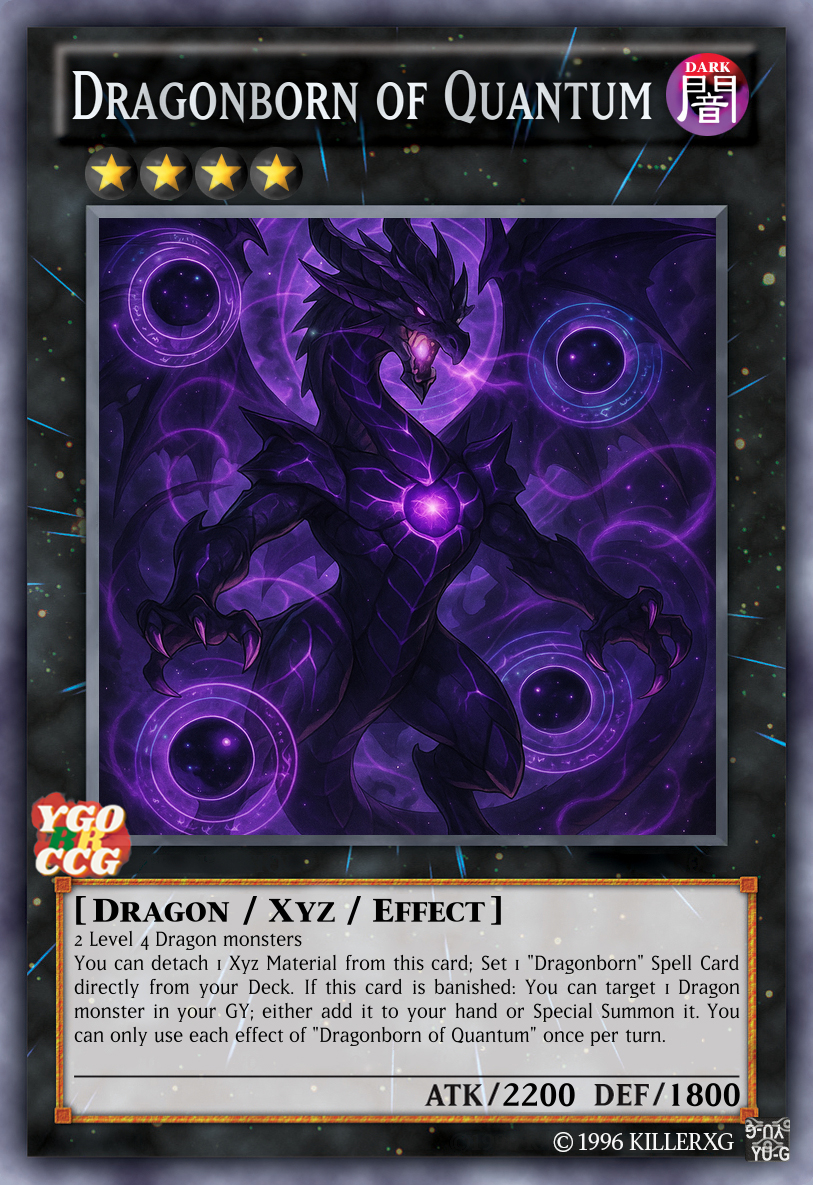 Dragonborn of Quantum
DARK
闇
YGO
RR
CCG
[ Dragon / Xyz / Effect ]
2 Level 4 Dragon monsters
You can detach 1 Xyz Material from this card; Set 1 "Dragonborn" Spell Card
directly from your Deck. If this card is banished: You can target 1 Dragon
monster in your GY; either add it to your hand or Special Summon it. You
can only use each effect of "Dragonborn of Quantum" once per turn.
ATK/2200 DEF/1800
© 1996 KILLERXG
YU-G